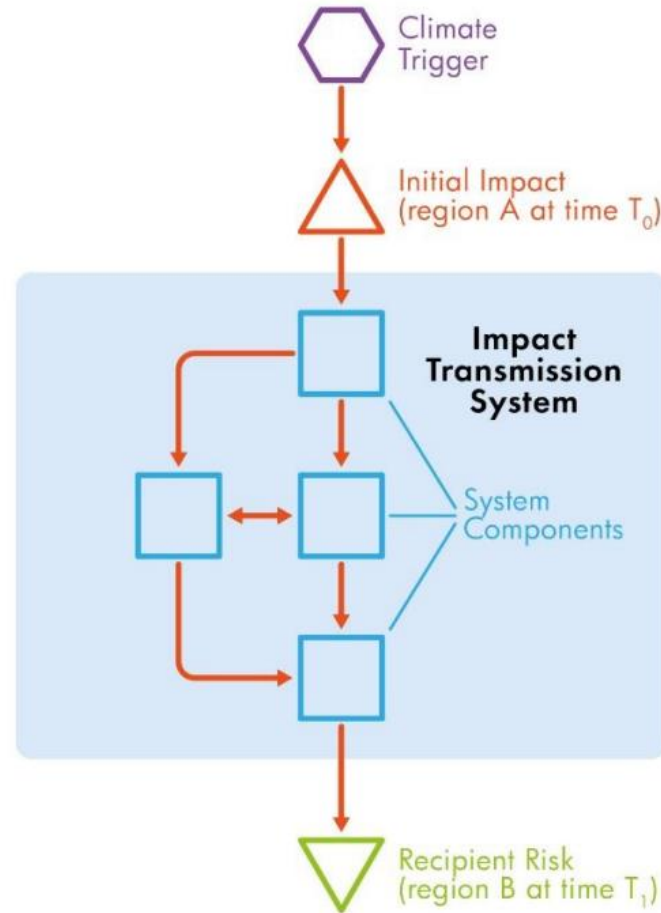 Climate
Trigger
Initial Impact
(region A at time T₀)
Impact
Transmission
System
System
Components
Recipient Risk
(region B at time T₁)